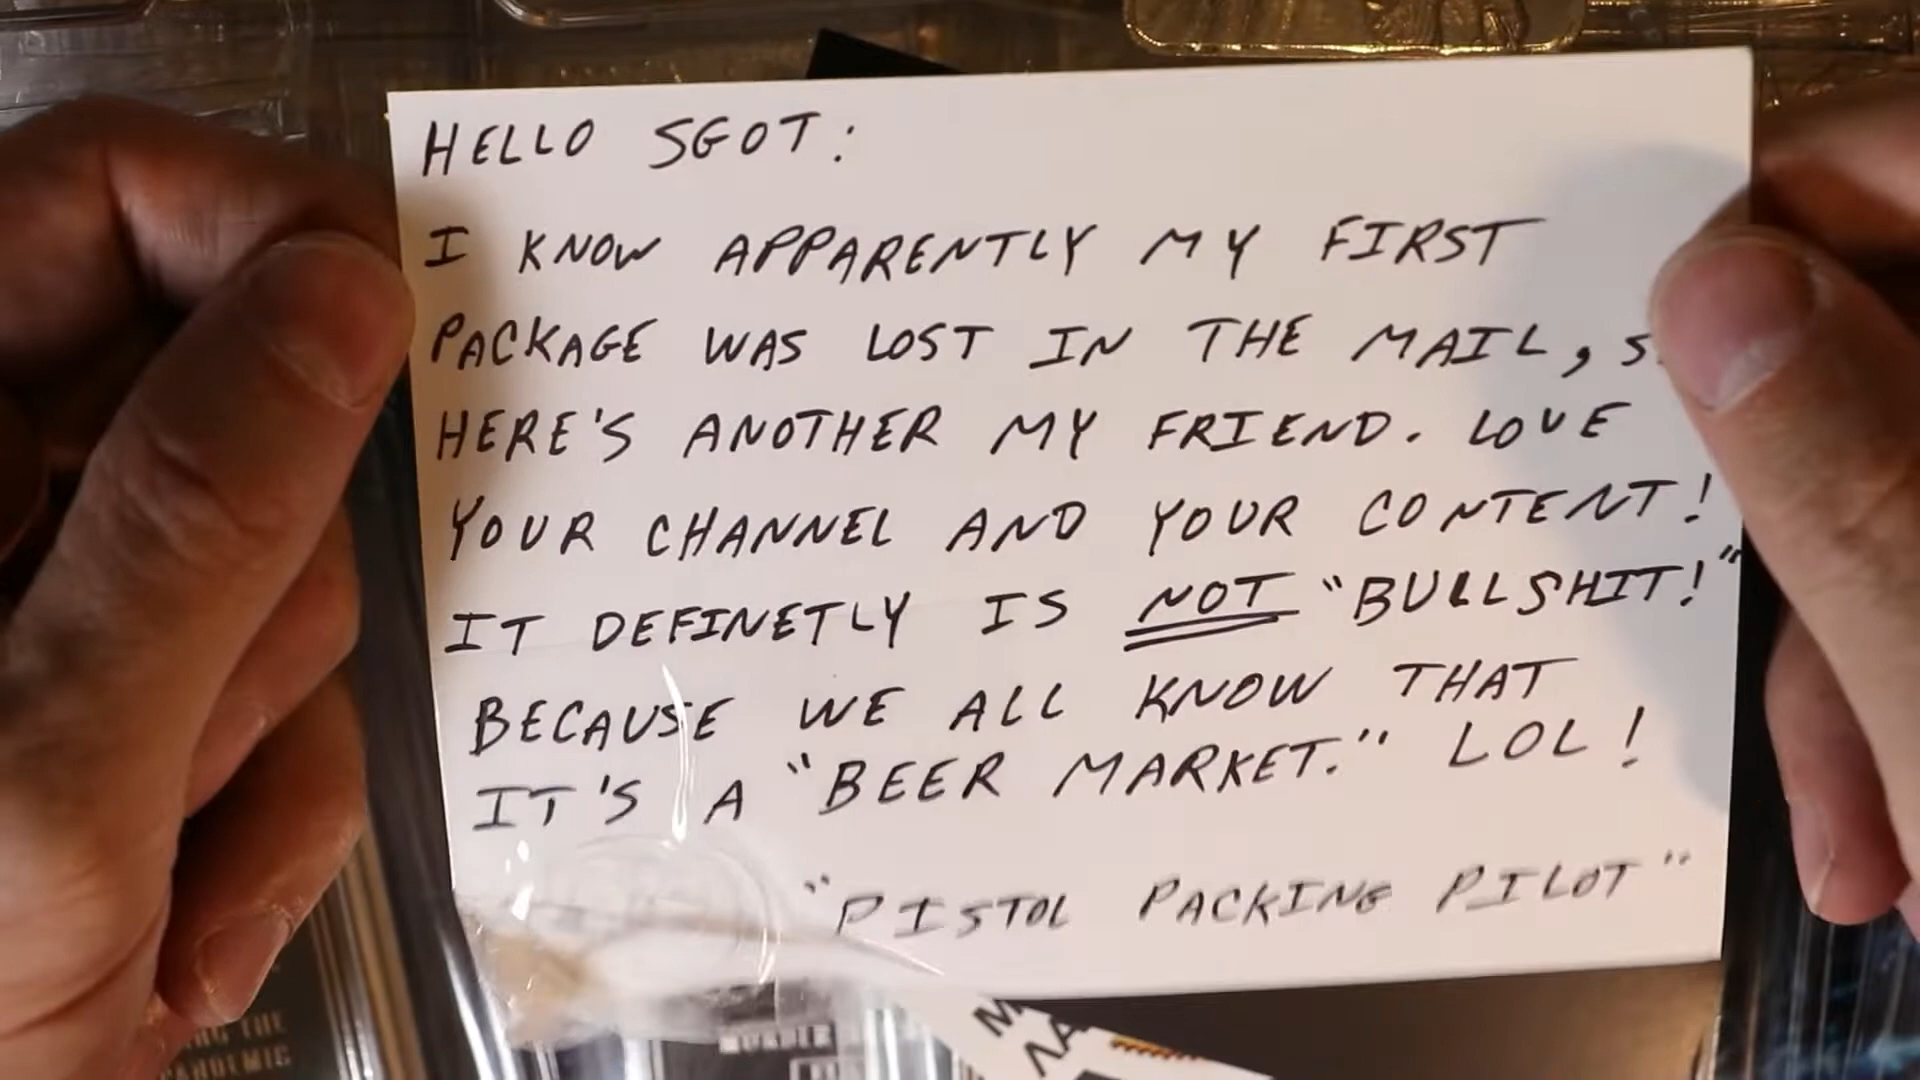 HELLO SGOT:
I KNOW APPARENTLY MY FIRST
PACKAGE WAS LOST IN THE MAIL,
HERE'S ANOTHER MY FRIEND. LOVE
YOUR CHANNEL AND YOUR CONTENT!
IT DEFINETLY IS NOT "BULLSHIT!"
BECAUSE WE ALL KNOW THAT
IT'S A "BEER MARKET." LOL!
"PISTOL PACKING PILOT"
THE
PANDEMIC